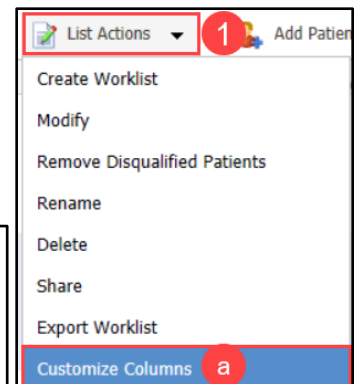 List Actions 1 Add Patien
Create Worklist
Modify
Remove Disqualified Patients
Rename
Delete
Share
Export Worklist
Customize Columns a